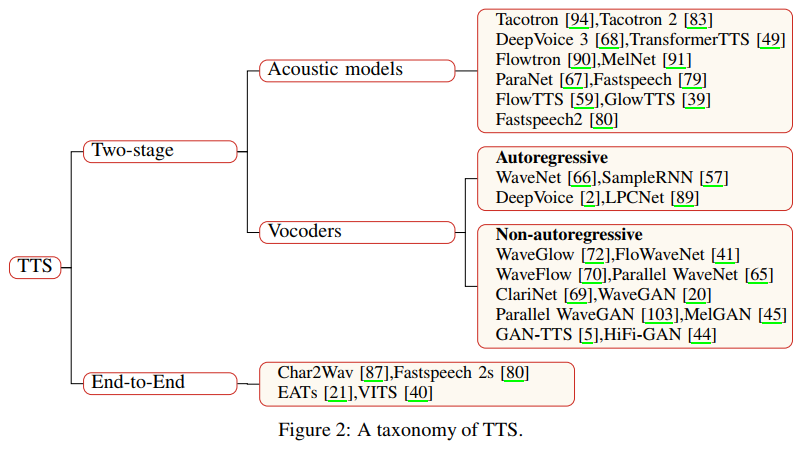 Tacotron [94],Tacotron 2 [83]
DeepVoice 3 [68],TransformerTTS [49]
Flowtron [90],MelNet [91]
ParaNet [67],Fastspeech [79]
FlowTTS [59],GlowTTS [39]
Fastspeech2 [80]
Acoustic models
Two-stage
Autoregressive
WaveNet [66],SampleRNN [57]
DeepVoice [2],LPCNet [89]
Vocoders
Non-autoregressive
WaveGlow [72],FloWaveNet [41]
WaveFlow [70],Parallel WaveNet [65]
ClariNet [69],WaveGAN [20]
Parallel WaveGAN [103],MelGAN [45]
GAN-TTS [5],HiFi-GAN [44]
TTS
End-to-End
Char2Wav [87],Fastspeech 2s [80]
EATs [21],VITS [40]
Figure 2: A taxonomy of TTS.